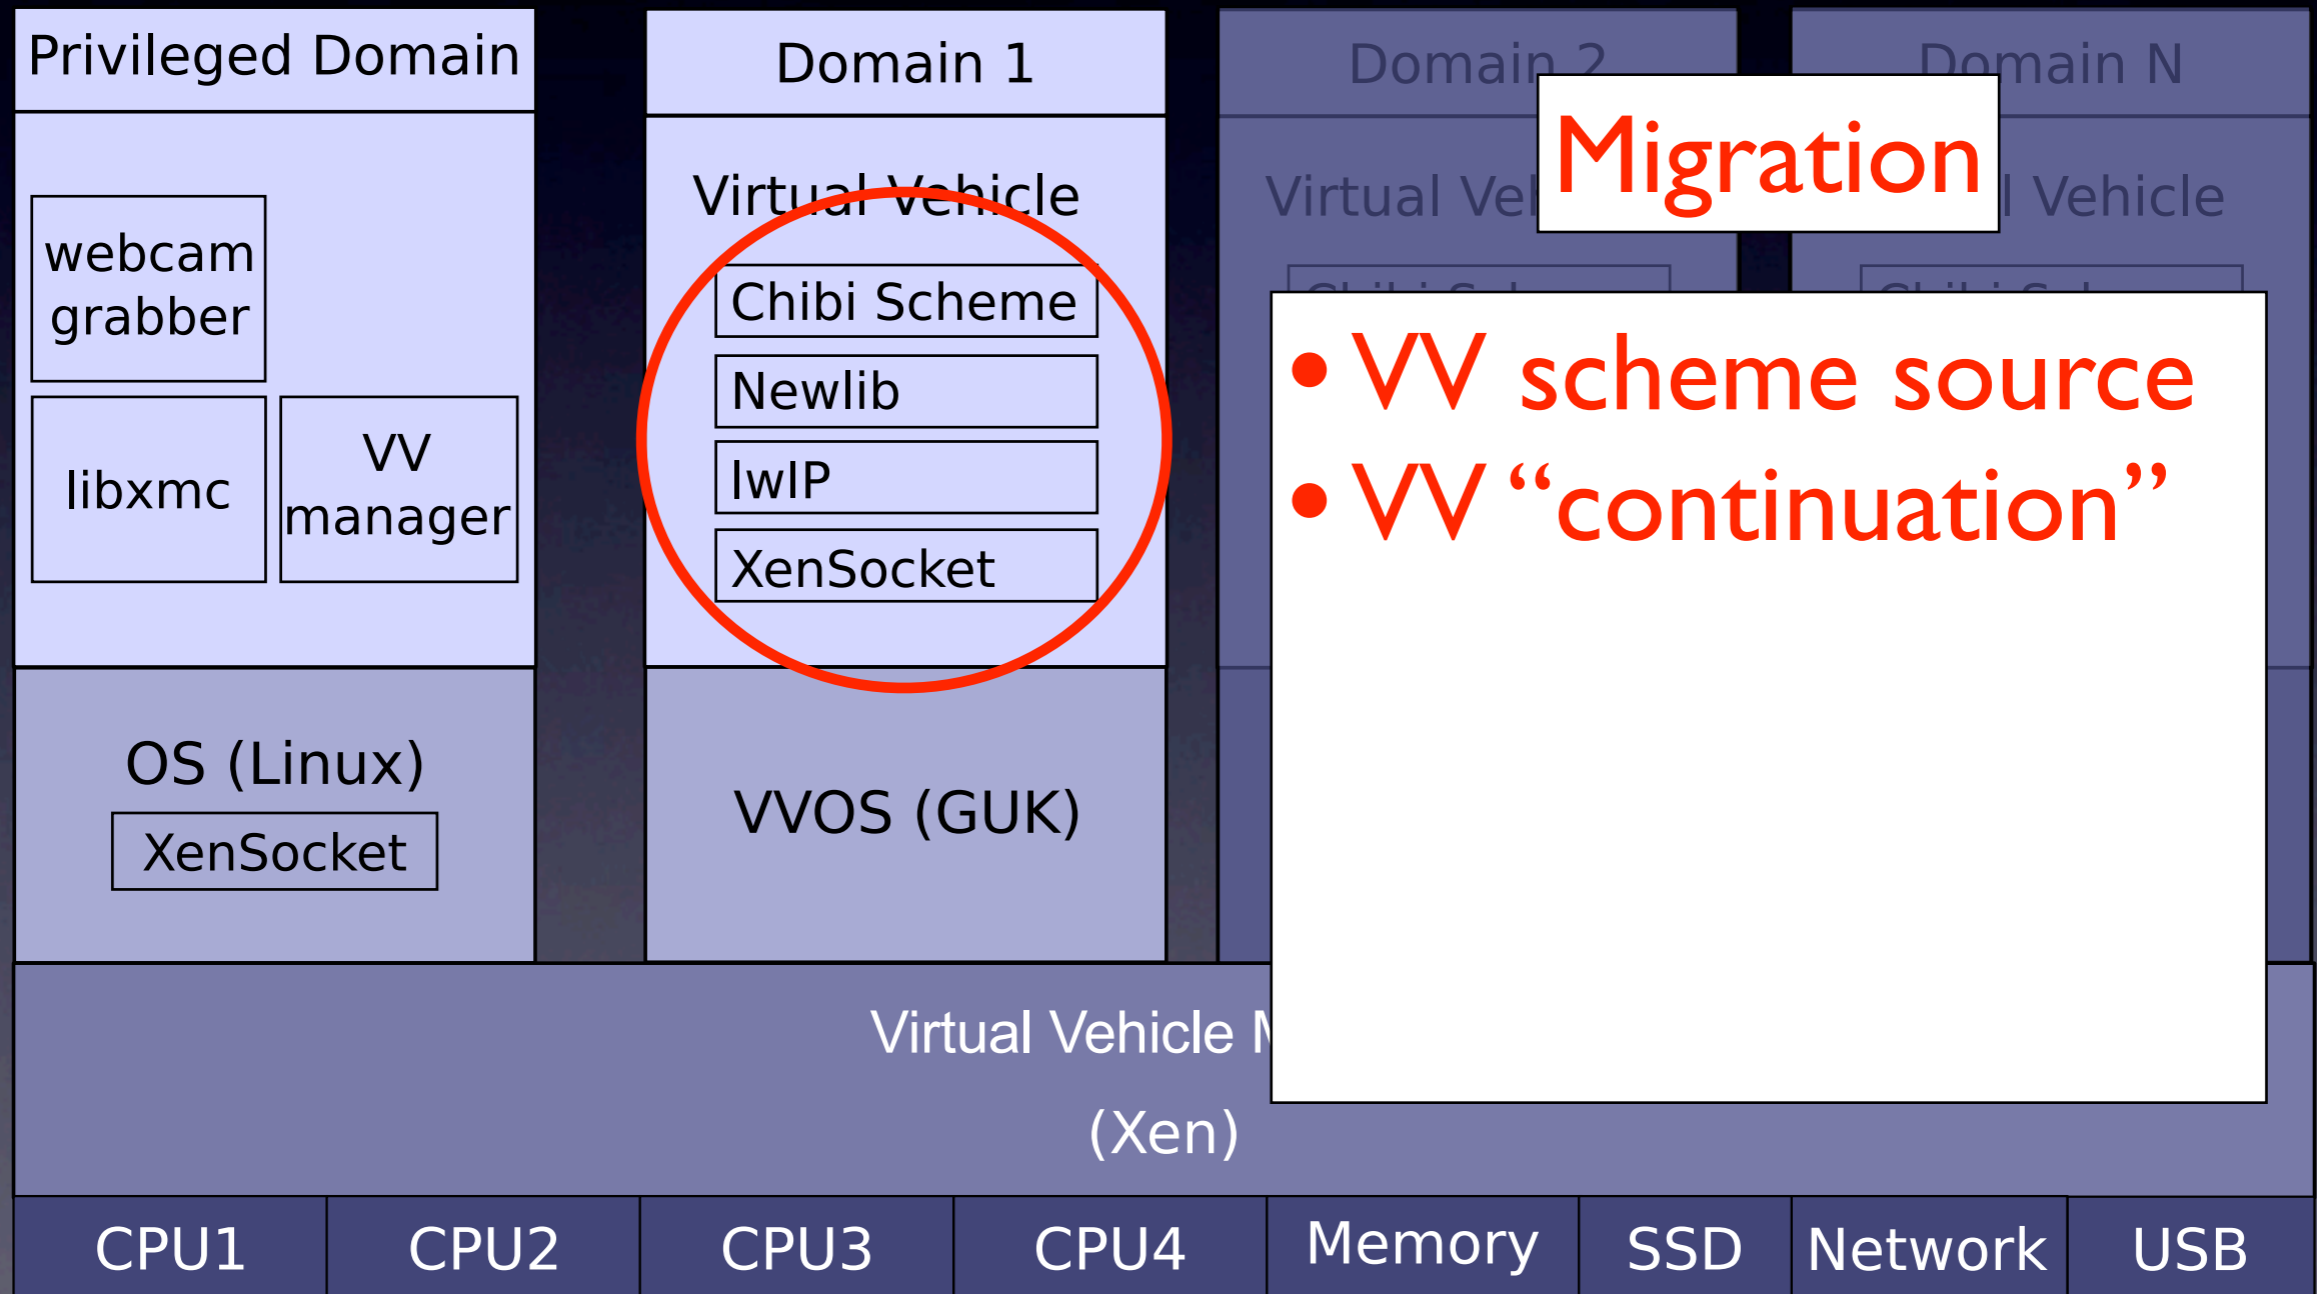 Privileged Domain
webcam
grabber
libxmc
VV
manager
OS (Linux)
XenSocket
Domain 1
Virtual Vehicle
Chibi Scheme
Newlib
lwIP
XenSocket
VVOS (GUK)
Domain 2
Virtual
Domain N
Vehicle
Migration
• VV scheme source
• VV “continuation”
Virtual Vehicle
(Xen)
CPU1
CPU2
CPU3
CPU4
Memory
SSD
Network
USB